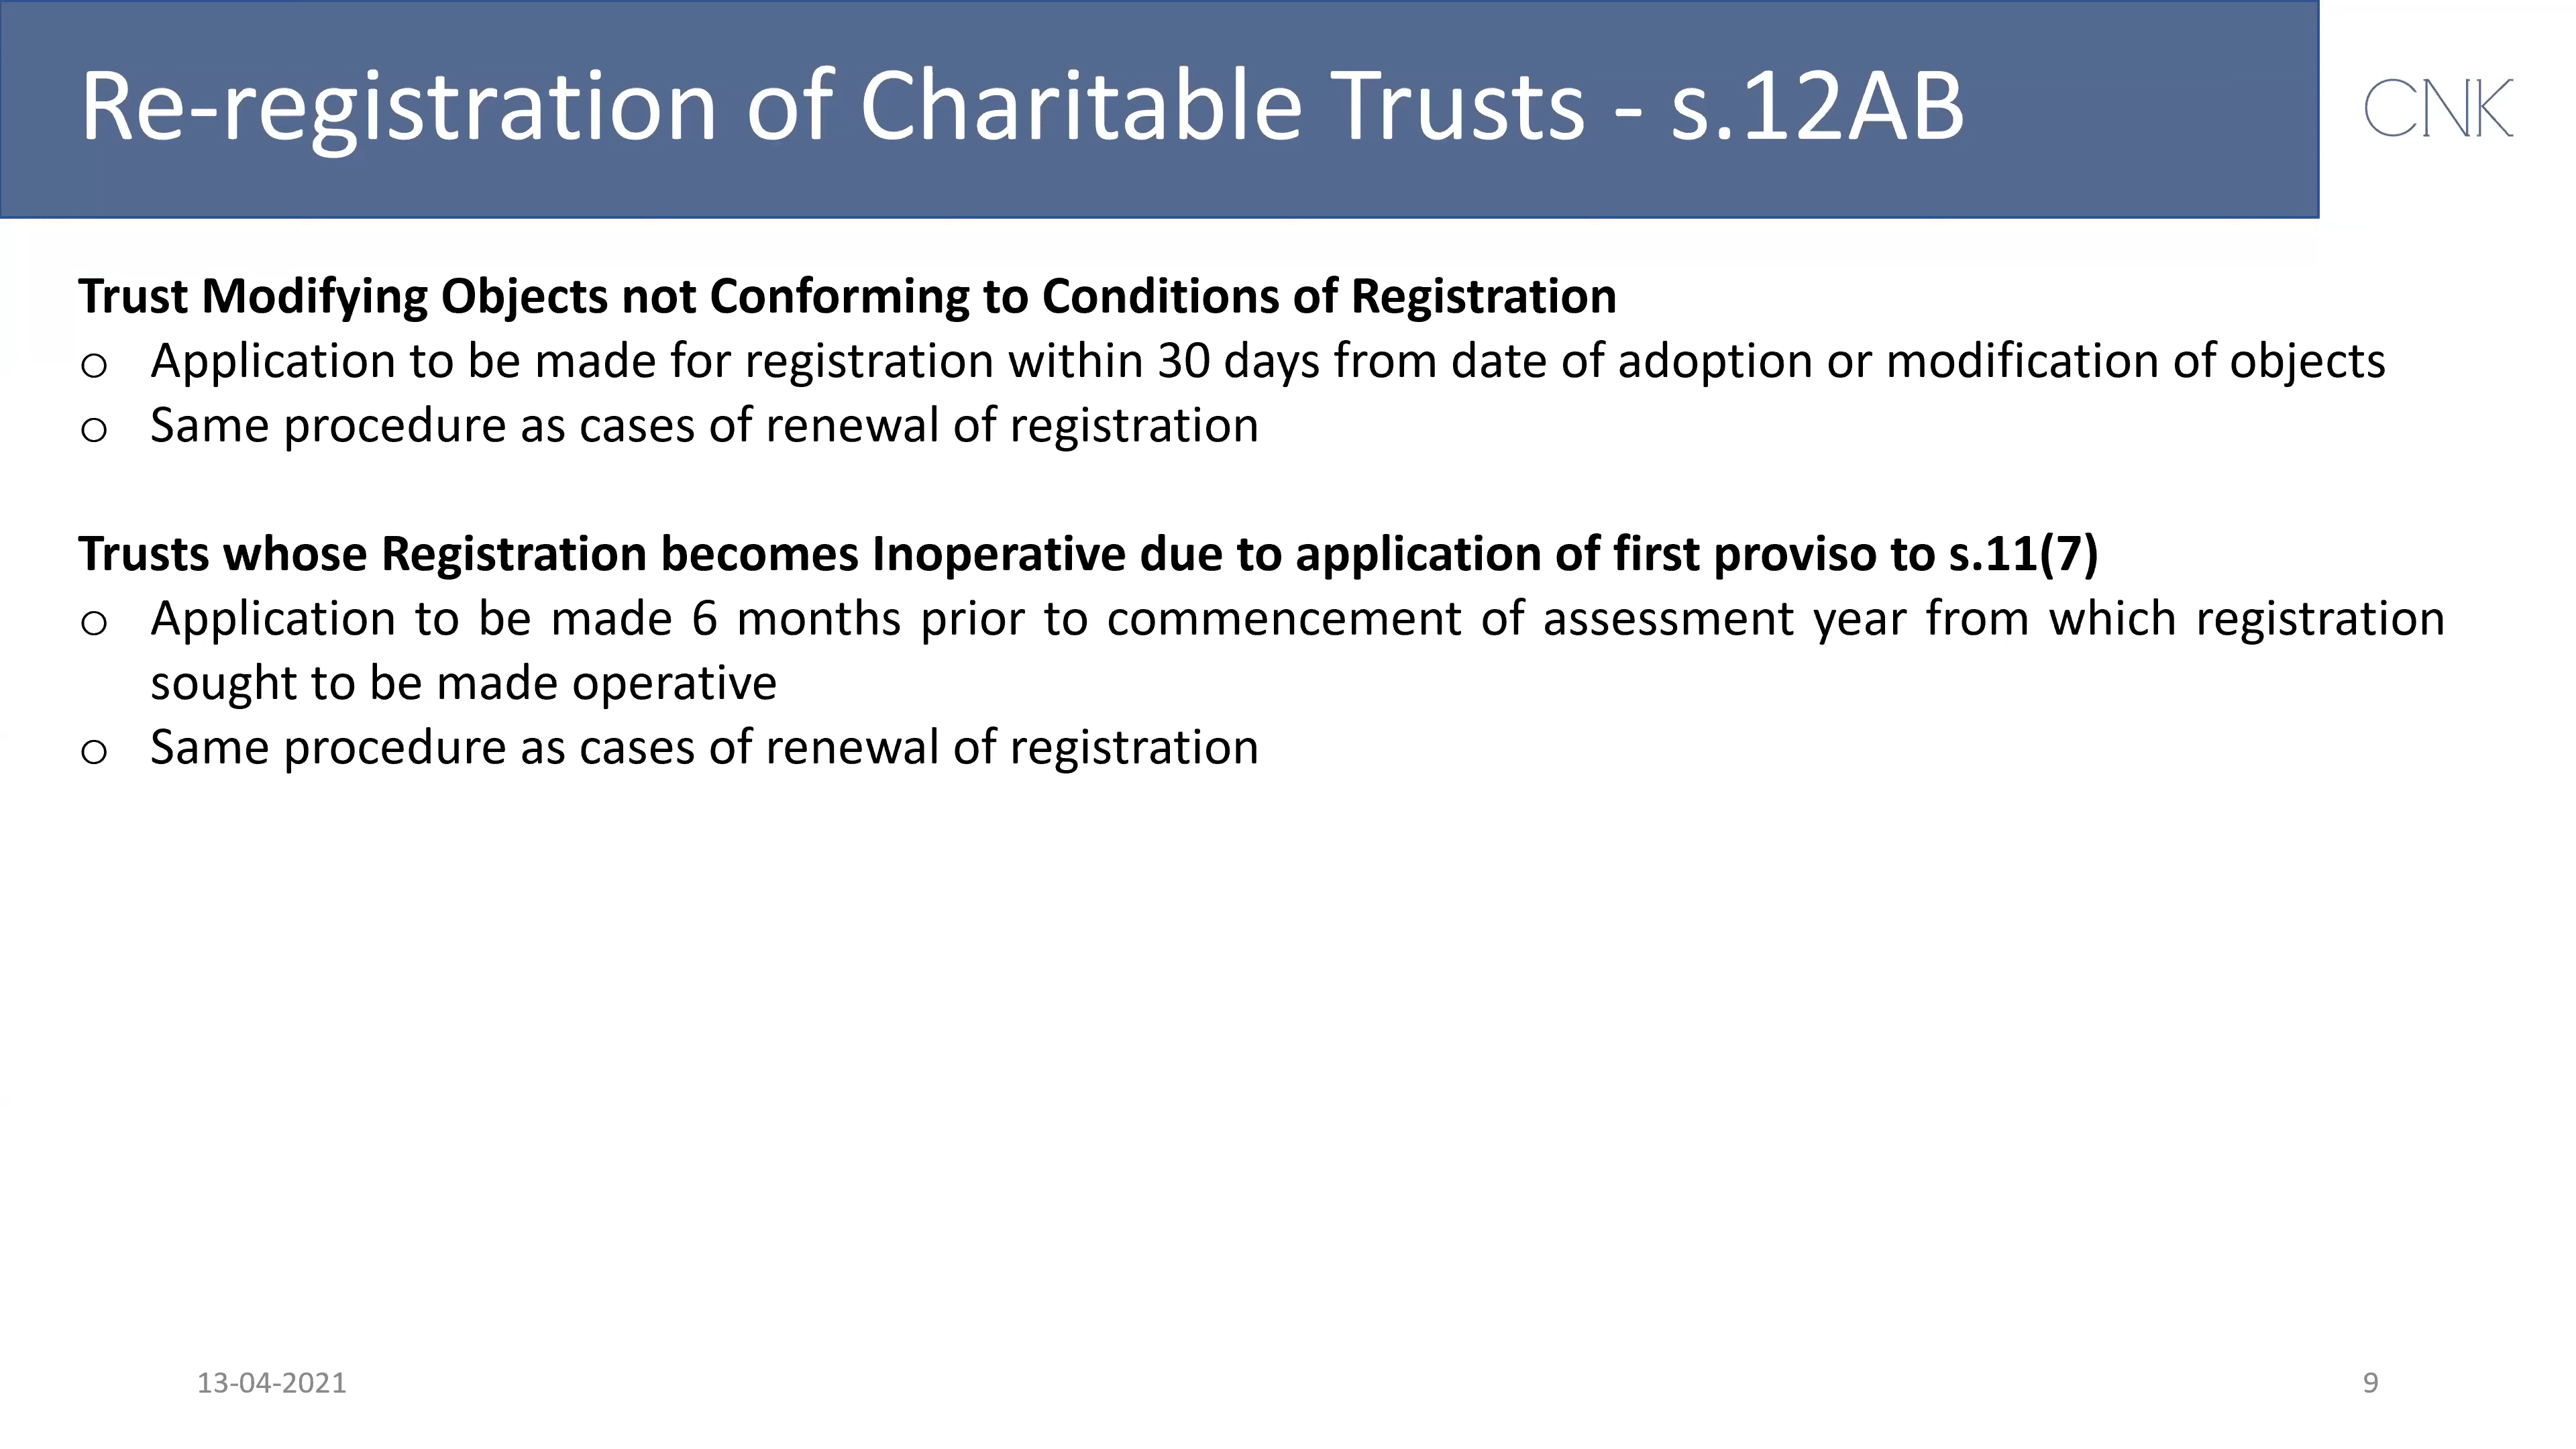 Re-registration of Charitable Trusts - s.12AB
CNK
Trust Modifying Objects not Conforming to Conditions of Registration
o Application to be made for registration within 30 days from date of adoption or modification of objects
o Same procedure as cases of renewal of registration
Trusts whose Registration becomes Inoperative due to application of first proviso to s.11(7)
o Application to be made 6 months prior to commencement of assessment year from which registration
sought to be made operative
o Same procedure as cases of renewal of registration
13-04-2021
9